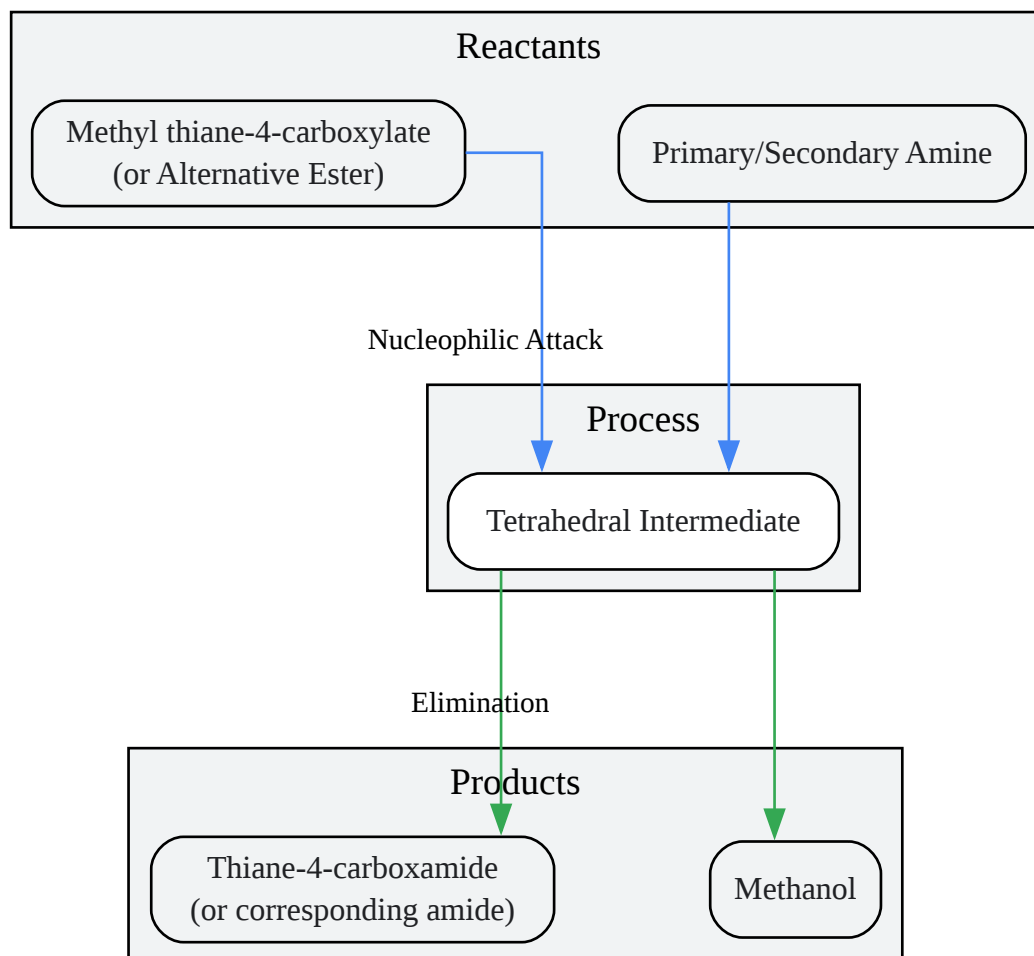 Reactants
Methyl thiane-4-carboxylate
(or Alternative Ester)
Primary/Secondary Amine
Nucleophilic Attack
Process
Tetrahedral Intermediate
Elimination
Products
Thiane-4-carboxamide
(or corresponding amide)
Methanol